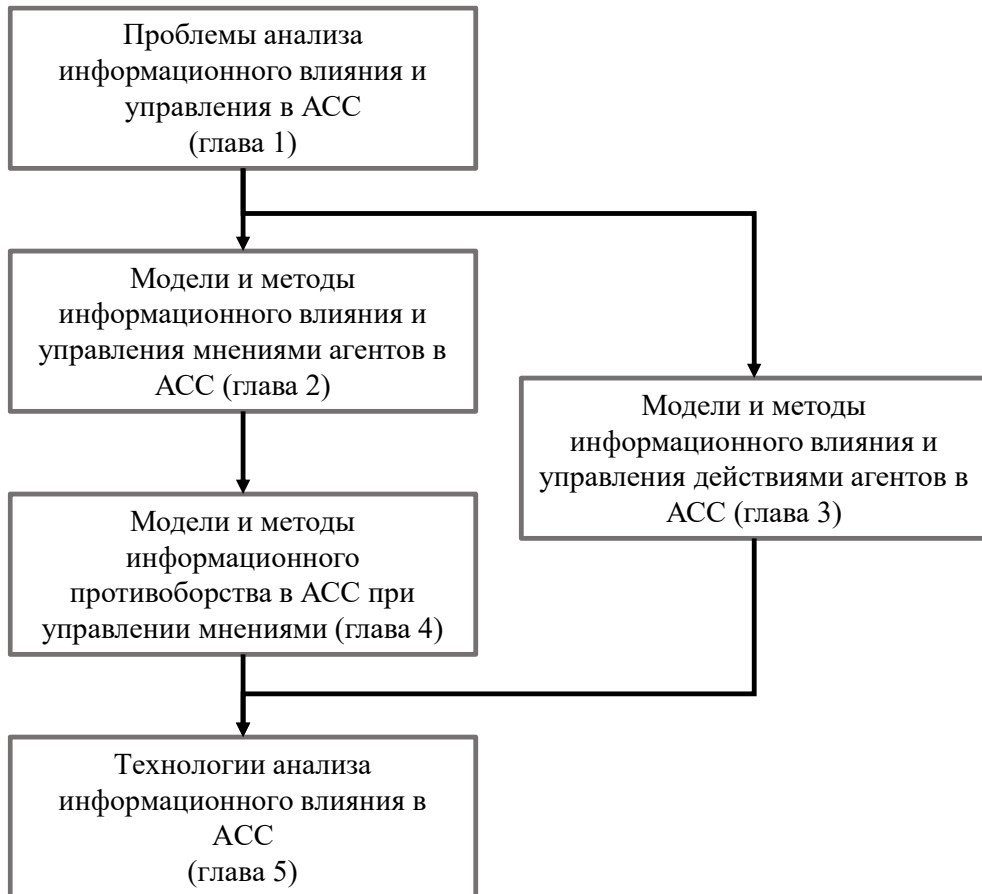 Проблемы анализа
информационного влияния и
управления в АСС
(глава 1)
Модели и методы
информационного влияния и
управления мнениями агентов в
АСС (глава 2)
Модели и методы
информационного влияния и
управления действиями агентов в
АСС (глава 3)
Модели и методы
информационного
противоборства в АСС при
управлении мнениями (глава 4)
Технологии анализа
информационного влияния в
АСС
(глава 5)